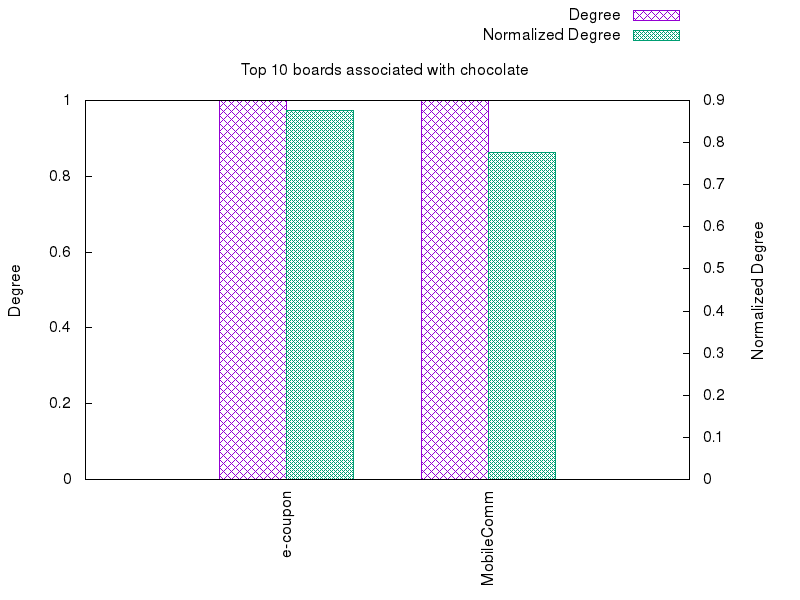 Degree
Normalized Degree
Top 10 boards associated with chocolate
1
0.8
0.6
0.4
0.2
0
Degree
0.9
0.8
0.7
0.6
0.5
0.4
0.3
0.2
0.1
0
Normalized Degree
e-coupon
MobileComm